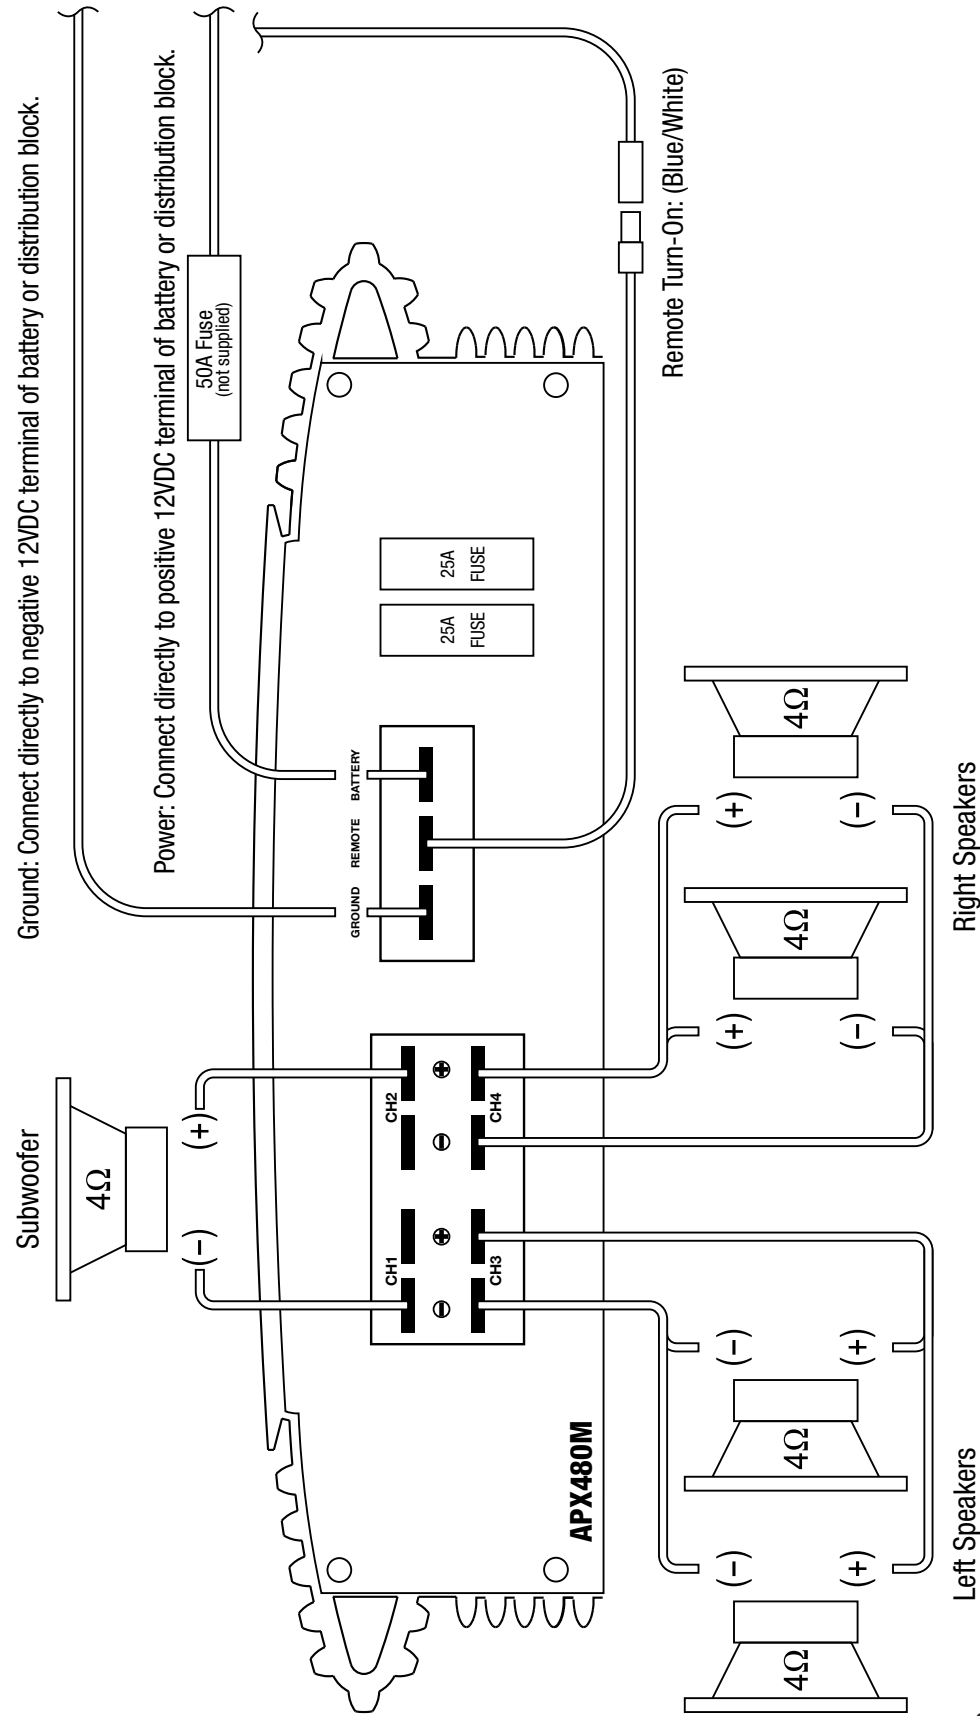 Ground: Connect directly to negative 12VDC terminal of battery or distribution block.
Power: Connect directly to positive 12VDC terminal of battery or distribution block.
50A Fuse
(not supplied)
Subwoofer
4Ω
(−)
(+)
GROUND
REMOTE
BATTERY
25A
FUSE
25A
FUSE
CH1
CH2
−
+
−
+
CH3
CH4
APX480M
Remote Turn-On: (Blue/White)
(−)
(−)
(+)
(+)
4Ω
4Ω
(+)
(+)
(−)
(−)
4Ω
4Ω
Left Speakers
Right Speakers